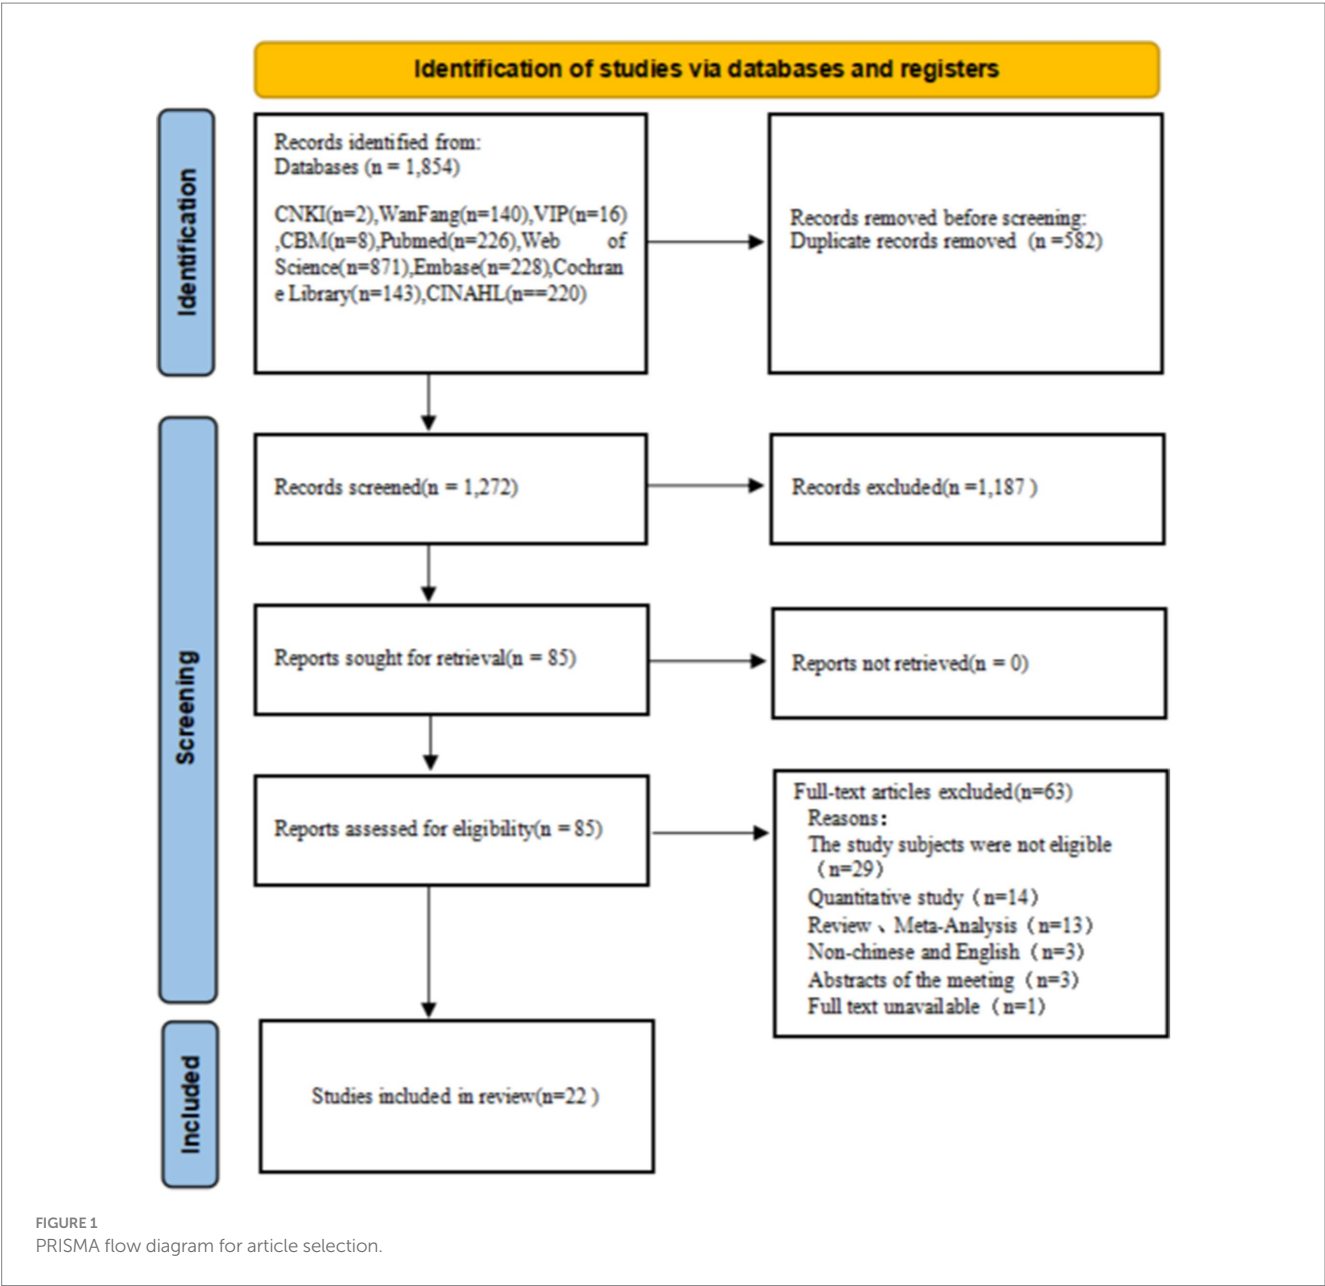 Identification of studies via databases and registers
Identification
Records identified from:
Databases (n = 1,854)
CNKI(n=2),WanFang(n=140),VIP(n=16)
,CBM(n=8),Pubmed(n=226),Web of
Science(n=871),Embase(n=228),Cochran
e Library(n=143),CINAHL(n==220)
Records removed before screening:
Duplicate records removed (n =582)
Screening
Records screened(n = 1,272)
Records excluded(n =1,187 )
Reports sought for retrieval(n = 85)
Reports not retrieved(n = 0)
Reports assessed for eligibility(n = 85)
Full-text articles excluded(n=63)
Reasons:
The study subjects were not eligible
(n=29)
Quantitative study(n=14)
Review、Meta-Analysis(n=13)
Non-chinese and English(n=3)
Abstracts of the meeting(n=3)
Full text unavailable(n=1)
Included
Studies included in review(n=22 )
FIGURE 1
PRISMA flow diagram for article selection.